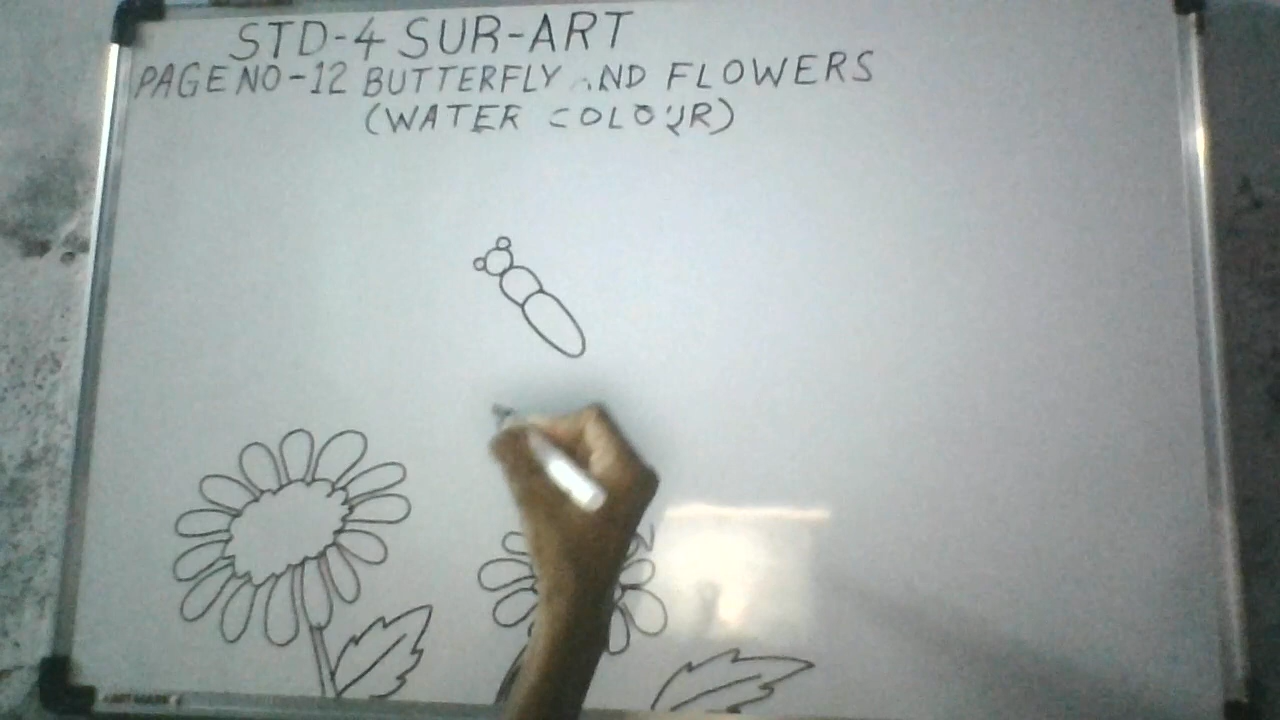 STD-4 SUR-ART
PAGE NO-12 BUTTERFLY AND FLOWERS
(WATER COLOUR)